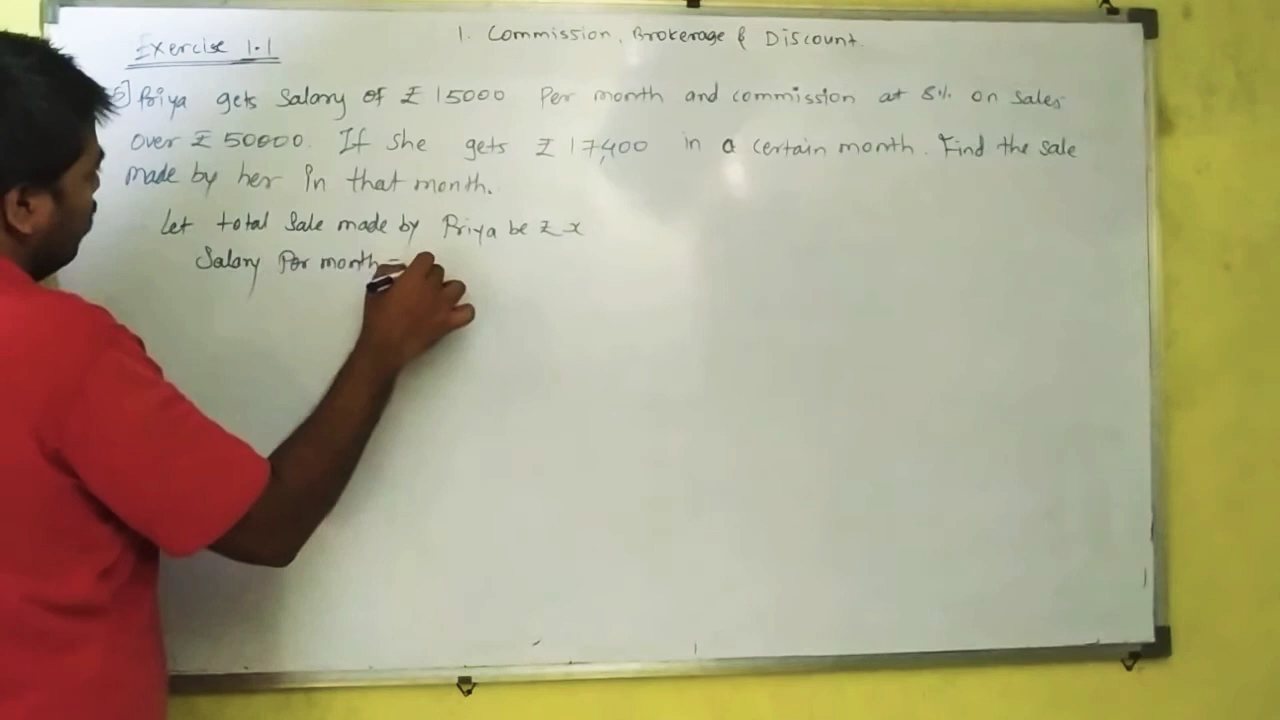 1. Commission, Brokerage & Discount.
Exercise 1.1
5] Priya gets Salary of ₹ 15000 Per month and commission at 8% on sales
over ₹ 50000. If she gets ₹ 17,400 in a certain month. Find the sale
made by her in that month.
Let total Sale made by Priya be ₹ x
Salary Per month =